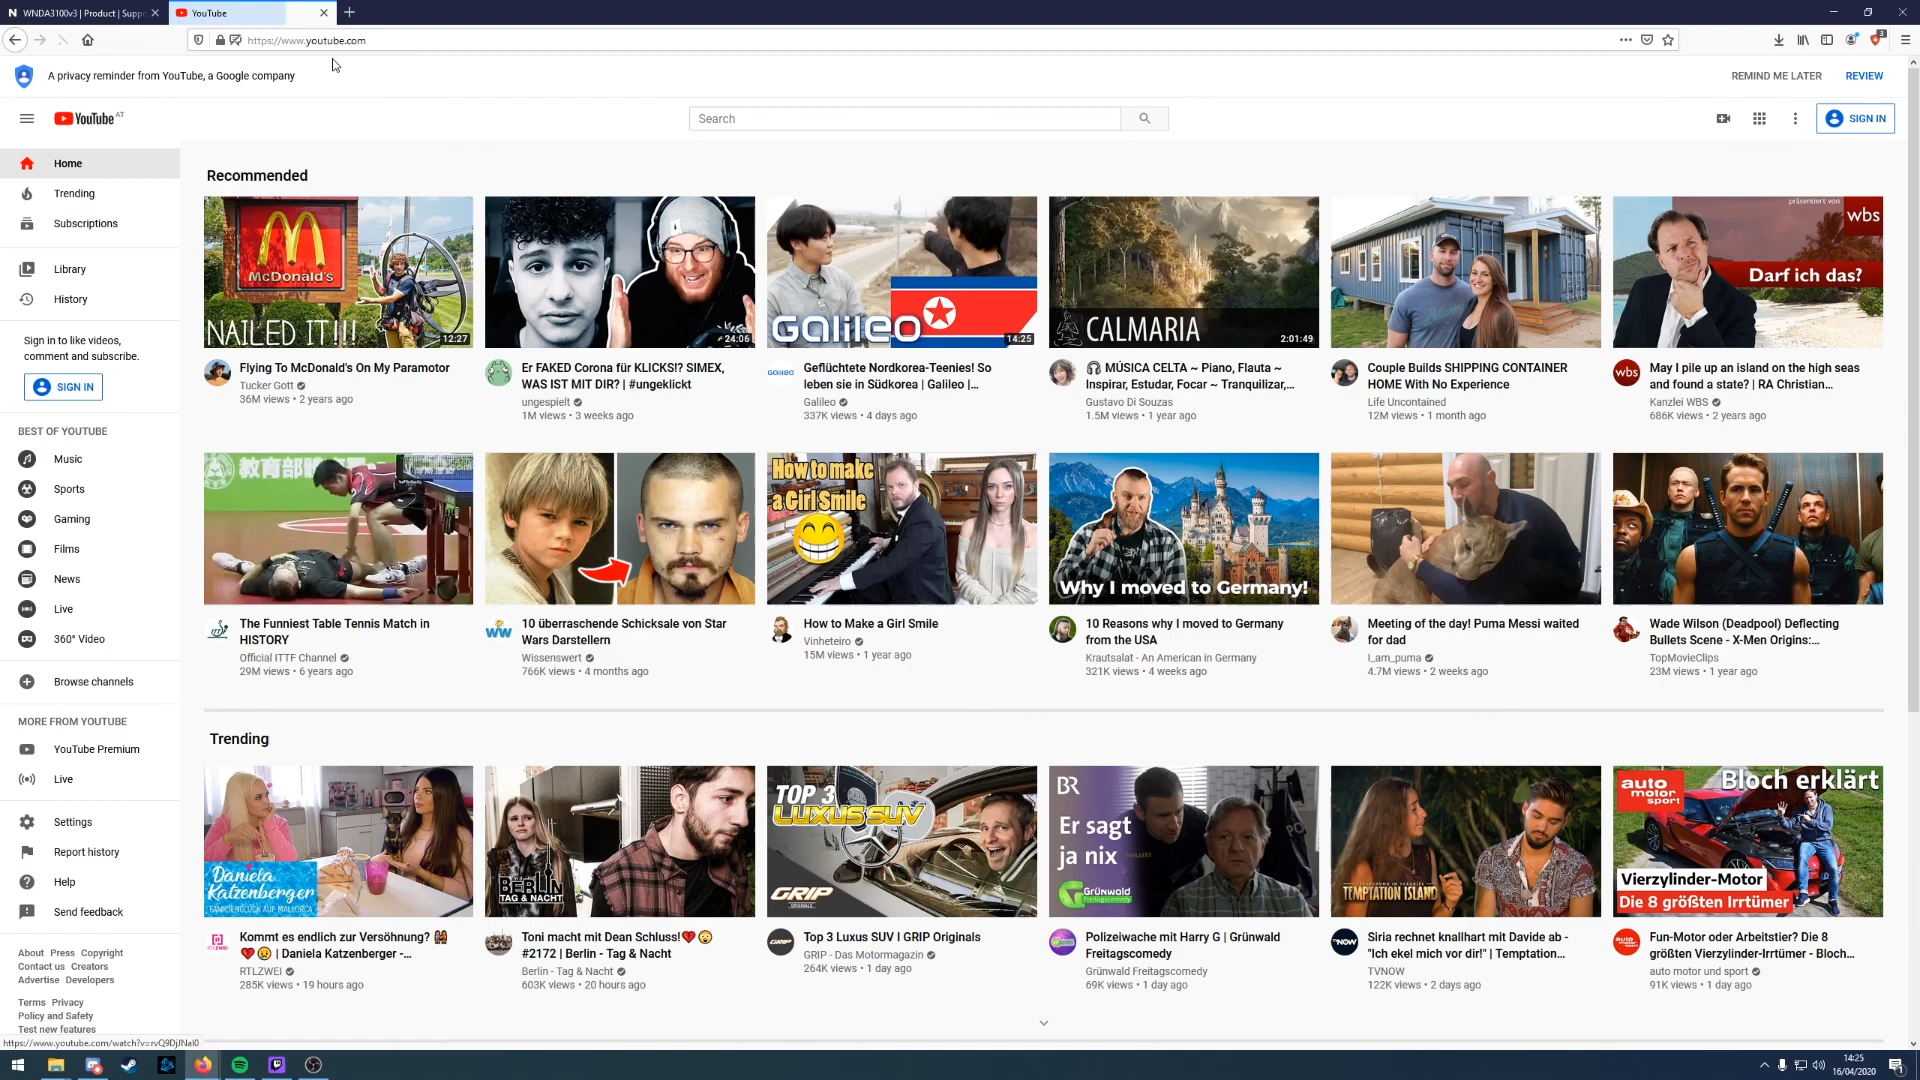 WNDA3100v3 | Product | Supp
YouTube
https://www.youtube.com
3
A privacy reminder from YouTube, a Google company
REMIND ME LATER
REVIEW
YouTube AT
Search
SIGN IN
Home
Trending
Subscriptions
Library
History
Sign in to like videos,
comment and subscribe.
SIGN IN
BEST OF YOUTUBE
Music
Sports
Gaming
Films
News
Live
360° Video
Browse channels
MORE FROM YOUTUBE
YouTube Premium
Live
Settings
Report history
Help
Send feedback
About Press Copyright
Contact us Creators
Advertise Developers
Terms Privacy
Policy and Safety
Test new features
https://www.youtube.com/watch?v=rvQ9DjJNaI0
Recommended
McDonald's
NAILED IT!!!
12:27
Flying To McDonald's On My Paramotor
Tucker Gott
36M views • 2 years ago
24:06
Er FAKED Corona für KLICKS!? SIMEX,
WAS IST MIT DIR? | #ungeklickt
ungespielt
1M views • 3 weeks ago
Galileo
14:25
GALILEO
Geflüchtete Nordkorea-Teenies! So
leben sie in Südkorea | Galileo |...
Galileo
337K views • 4 days ago
CALMARIA
2:01:49
🎧 MÚSICA CELTA ~ Piano, Flauta ~
Inspirar, Estudar, Focar ~ Tranquilizar,...
Gustavo Di Souzas
1.5M views • 1 year ago
Couple Builds SHIPPING CONTAINER
HOME With No Experience
Life Uncontained
12M views • 1 month ago
präsentiert von
wbs
Darf ich das?
wbs
May I pile up an island on the high seas
and found a state? | RA Christian...
Kanzlei WBS
686K views • 2 years ago
教育部體
The Funniest Table Tennis Match in
HISTORY
Official ITTF Channel
29M views • 6 years ago
WW
10 überraschende Schicksale von Star
Wars Darstellern
Wissenswert
766K views • 4 months ago
How to make
a Girl Smile
How to Make a Girl Smile
Vinheteiro
15M views • 1 year ago
Why I moved to Germany!
10 Reasons why I moved to Germany
from the USA
Krautsalat - An American in Germany
321K views • 4 weeks ago
Meeting of the day! Puma Messi waited
for dad
I_am_puma
4.7M views • 2 weeks ago
Wade Wilson (Deadpool) Deflecting
Bullets Scene - X-Men Origins:...
TopMovieClips
23M views • 1 year ago
Trending
Daniela
Katzenberger
FAMILIENGLÜCK AUF MALLORCA
RTLZWEI
Kommt es endlich zur Versöhnung? 👭
💔😢 | Daniela Katzenberger -...
RTLZWEI
285K views • 19 hours ago
BERLIN
TAG & NACHT
Toni macht mit Dean Schluss!💔😮
#2172 | Berlin - Tag & Nacht
Berlin - Tag & Nacht
603K views • 20 hours ago
TOP 3
LUXUS SUV
GRIP
ORIGINALS
GRIP
Top 3 Luxus SUV I GRIP Originals
GRIP - Das Motormagazin
264K views • 1 day ago
BR
Er sagt
ja nix
POLIZEI
PO
Grünwald
Freitagscomedy
Polizeiwache mit Harry G | Grünwald
Freitagscomedy
Grünwald Freitagscomedy
69K views • 1 day ago
TEMPTATION ISLAND
NOW
Siria rechnet knallhart mit Davide ab -
"Ich ekel mich vor dir!" | Temptation...
TVNOW
122K views • 2 days ago
auto
motor
sport
Bloch erklärt
Vierzylinder-Motor
Die 8 größten Irrtümer
Fun-Motor oder Arbeitstier? Die 8
größten Vierzylinder-Irrtümer - Bloch...
auto motor und sport
91K views • 1 day ago
14:25
16/04/2020
1